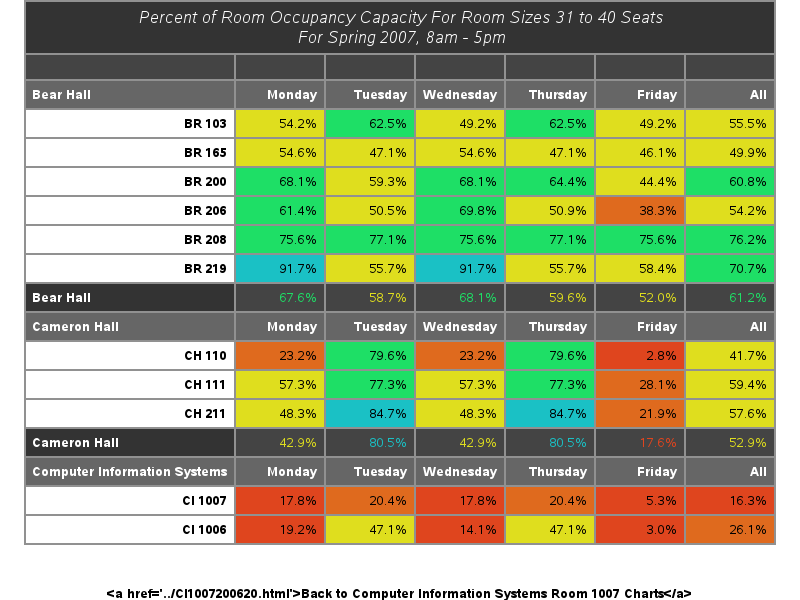 Percent of Room Occupancy Capacity For Room Sizes 31 to 40 Seats
For Spring 2007, 8am - 5pm
Bear Hall Monday Tuesday Wednesday Thursday Friday All
BR 103 54.2% 62.5% 49.2% 62.5% 49.2% 55.5%
BR 165 54.6% 47.1% 54.6% 47.1% 46.1% 49.9%
BR 200 68.1% 59.3% 68.1% 64.4% 44.4% 60.8%
BR 206 61.4% 50.5% 69.8% 50.9% 38.3% 54.2%
BR 208 75.6% 77.1% 75.6% 77.1% 75.6% 76.2%
BR 219 91.7% 55.7% 91.7% 55.7% 58.4% 70.7%
Bear Hall 67.6% 58.7% 68.1% 59.6% 52.0% 61.2%
Cameron Hall Monday Tuesday Wednesday Thursday Friday All
CH 110 23.2% 79.6% 23.2% 79.6% 2.8% 41.7%
CH 111 57.3% 77.3% 57.3% 77.3% 28.1% 59.4%
CH 211 48.3% 84.7% 48.3% 84.7% 21.9% 57.6%
Cameron Hall 42.9% 80.5% 42.9% 80.5% 17.6% 52.9%
Computer Information Systems Monday Tuesday Wednesday Thursday Friday All
CI 1007 17.8% 20.4% 17.8% 20.4% 5.3% 16.3%
CI 1006 19.2% 47.1% 14.1% 47.1% 3.0% 26.1%
<a href='../CI1007200620.html'>Back to Computer Information Systems Room 1007 Charts</a>